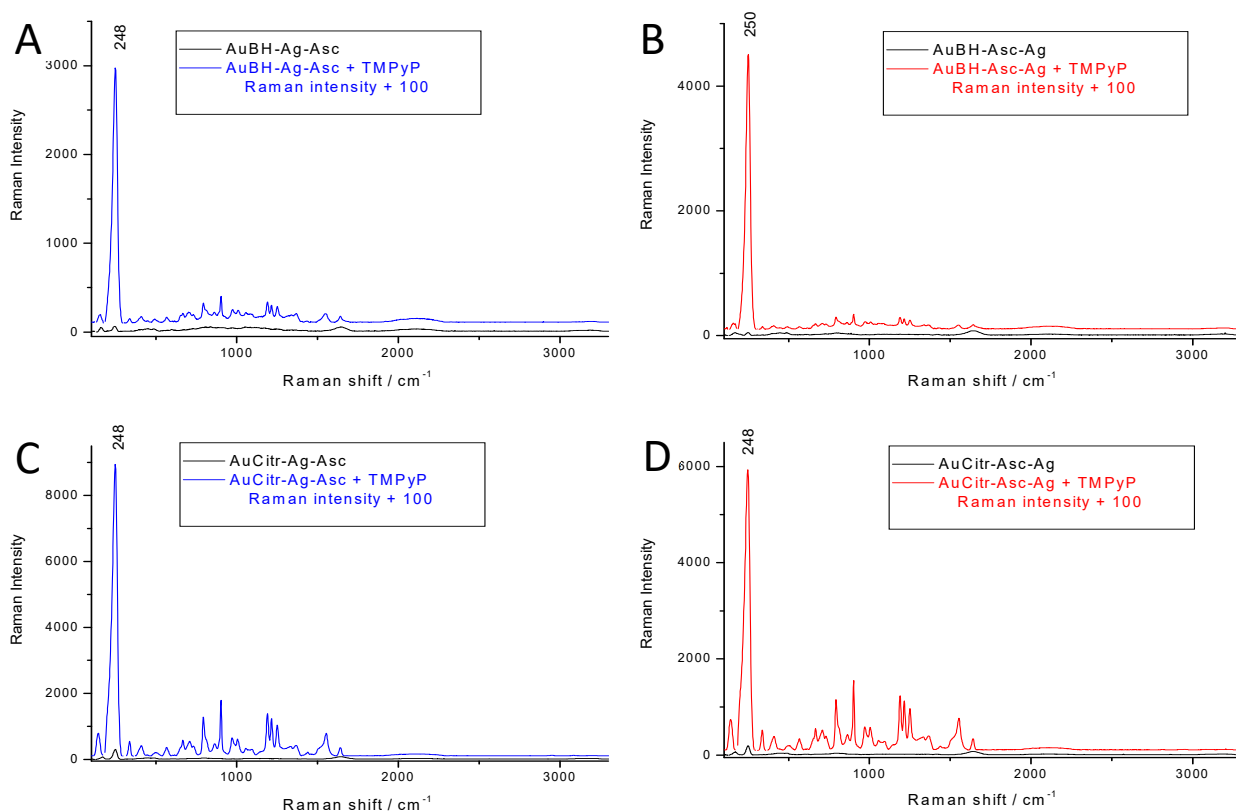 A
248
AuBH-Ag-Asc
AuBH-Ag-Asc + TMPyP
Raman intensity + 100
3000
2000
1000
0
Raman Intensity
1000
2000
3000
Raman shift / cm⁻¹
B
250
AuBH-Asc-Ag
AuBH-Asc-Ag + TMPyP
Raman intensity + 100
4000
2000
0
Raman Intensity
1000
2000
3000
Raman shift / cm⁻¹
C
248
AuCitr-Ag-Asc
AuCitr-Ag-Asc + TMPyP
Raman intensity + 100
8000
6000
4000
2000
0
Raman Intensity
1000
2000
3000
Raman shift / cm⁻¹
D
248
AuCitr-Asc-Ag
AuCitr-Asc-Ag + TMPyP
Raman intensity + 100
6000
4000
2000
0
Raman Intensity
1000
2000
3000
Raman shift / cm⁻¹